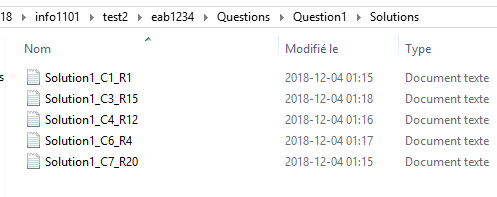 18 › info1101 › test2 › eab1234 › Questions › Question1 › Solutions
Nom Modifié le Type
Solution1_C1_R1 2018-12-04 01:15 Document texte
Solution1_C3_R15 2018-12-04 01:18 Document texte
Solution1_C4_R12 2018-12-04 01:16 Document texte
Solution1_C6_R4 2018-12-04 01:17 Document texte
Solution1_C7_R20 2018-12-04 01:15 Document texte